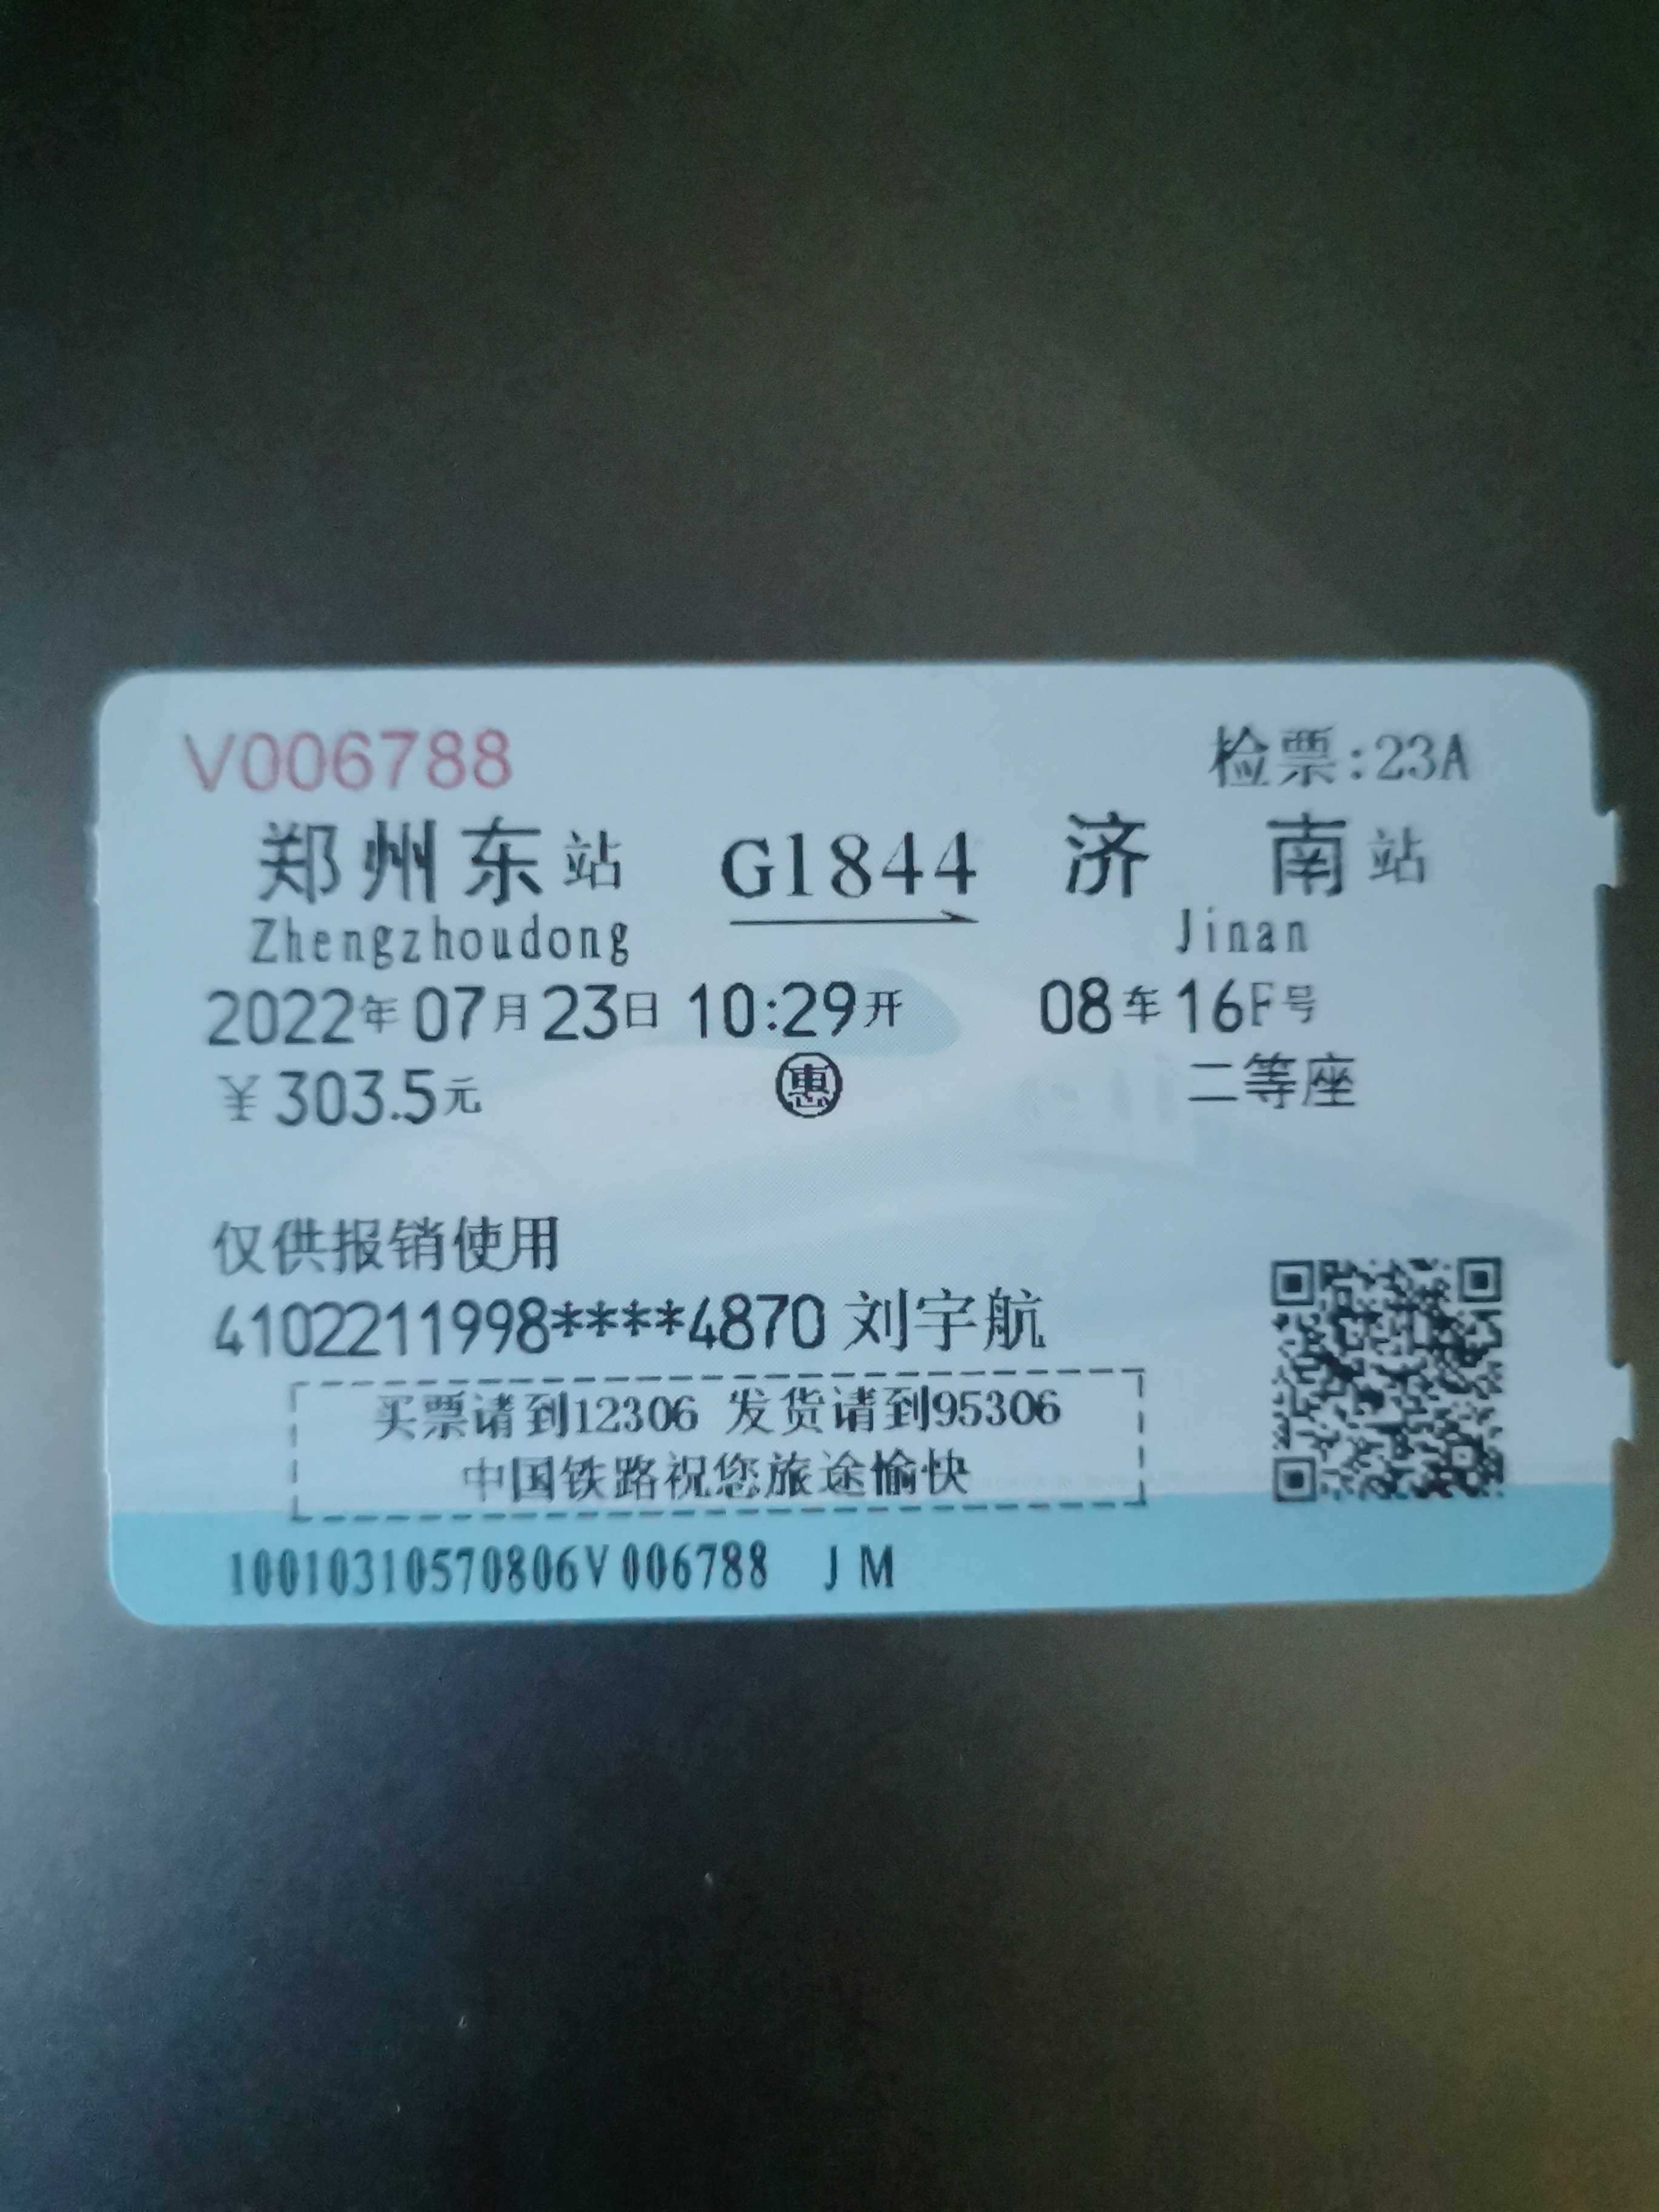 V006788 检票:23A
郑州东站 G1844 济南站
Zhengzhoudong Jinan
2022年07月23日 10:29开 08车16F号
￥303.5元 惠 二等座
仅供报销使用
4102211998****4870 刘宇航
买票请到12306 发货请到95306
中国铁路祝您旅途愉快
10010310570806V006788 JM